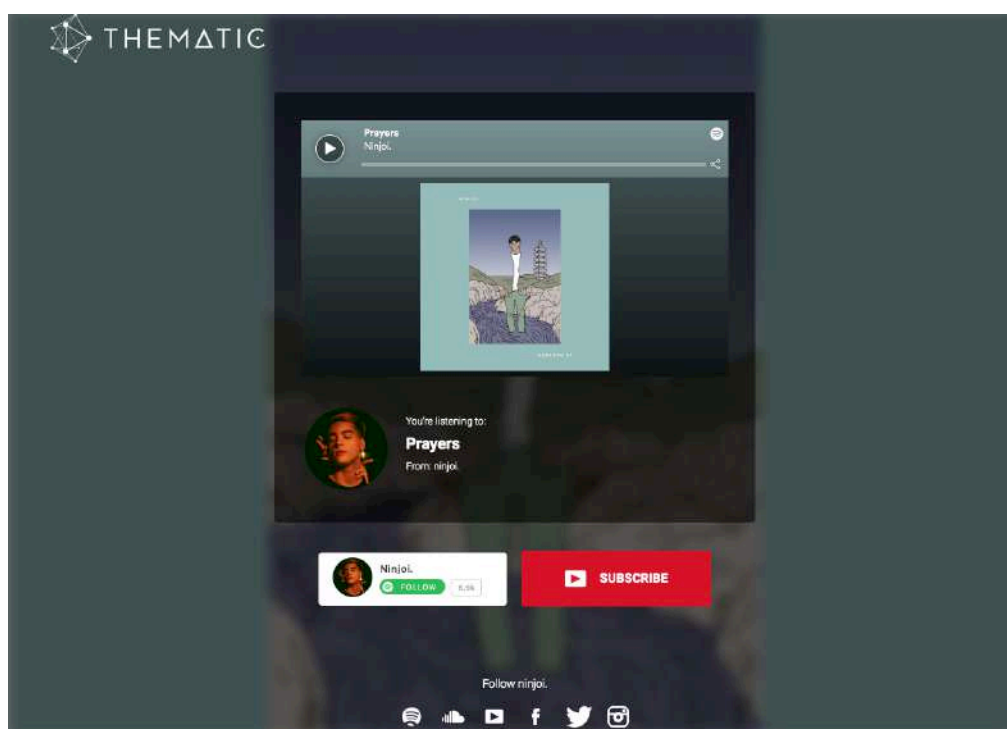 THEMATIC
Prayers
Ninjoi.
You're listening to:
Prayers
From: ninjoi.
Ninjoi.
FOLLOW
SUBSCRIBE
Follow ninjoi.